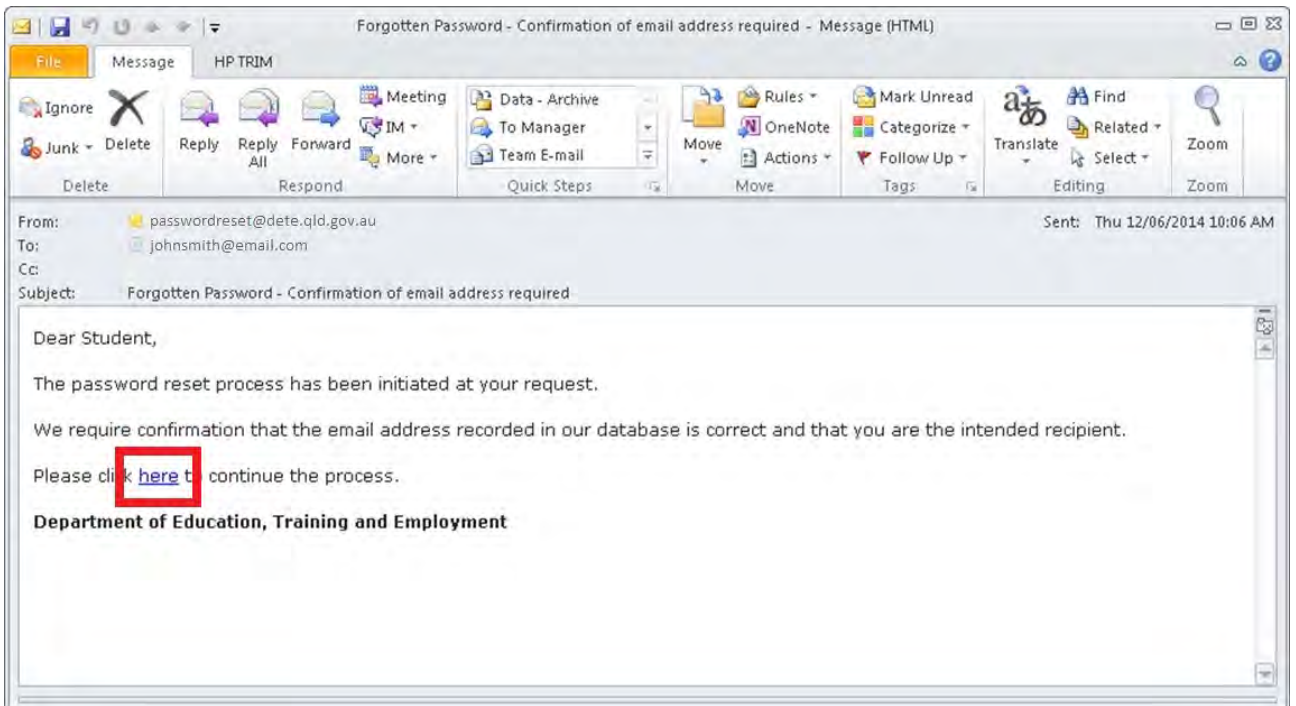 Forgotten Password - Confirmation of email address required - Message (HTML)
File Message HP TRIM
Ignore
Junk
Delete
Reply
Reply All
Forward
Meeting
IM
More
Data - Archive
To Manager
Team E-mail
Move
Rules
OneNote
Actions
Mark Unread
Categorize
Follow Up
Translate
Find
Related
Select
Zoom
Delete Respond Quick Steps Move Tags Editing Zoom
From: passwordreset@dete.qld.gov.au Sent: Thu 12/06/2014 10:06 AM
To: johnsmith@email.com
Cc:
Subject: Forgotten Password - Confirmation of email address required
Dear Student,
The password reset process has been initiated at your request.
We require confirmation that the email address recorded in our database is correct and that you are the intended recipient.
Please click here to continue the process.
Department of Education, Training and Employment